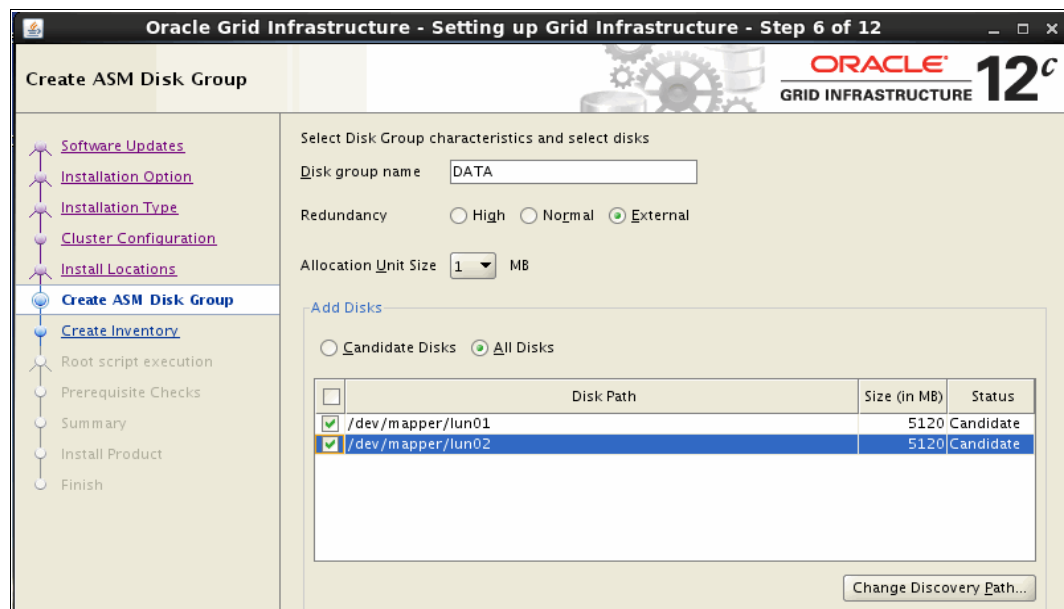 Oracle Grid Infrastructure - Setting up Grid Infrastructure - Step 6 of 12
Create ASM Disk Group
ORACLE
GRID INFRASTRUCTURE 12c
Software Updates
Installation Option
Installation Type
Cluster Configuration
Install Locations
Create ASM Disk Group
Create Inventory
Root script execution
Prerequisite Checks
Summary
Install Product
Finish
Select Disk Group characteristics and select disks
Disk group name DATA
Redundancy High Normal External
Allocation Unit Size 1 MB
Add Disks
Candidate Disks All Disks
Disk Path Size (in MB) Status
/dev/mapper/lun01 5120 Candidate
/dev/mapper/lun02 5120 Candidate
Change Discovery Path...